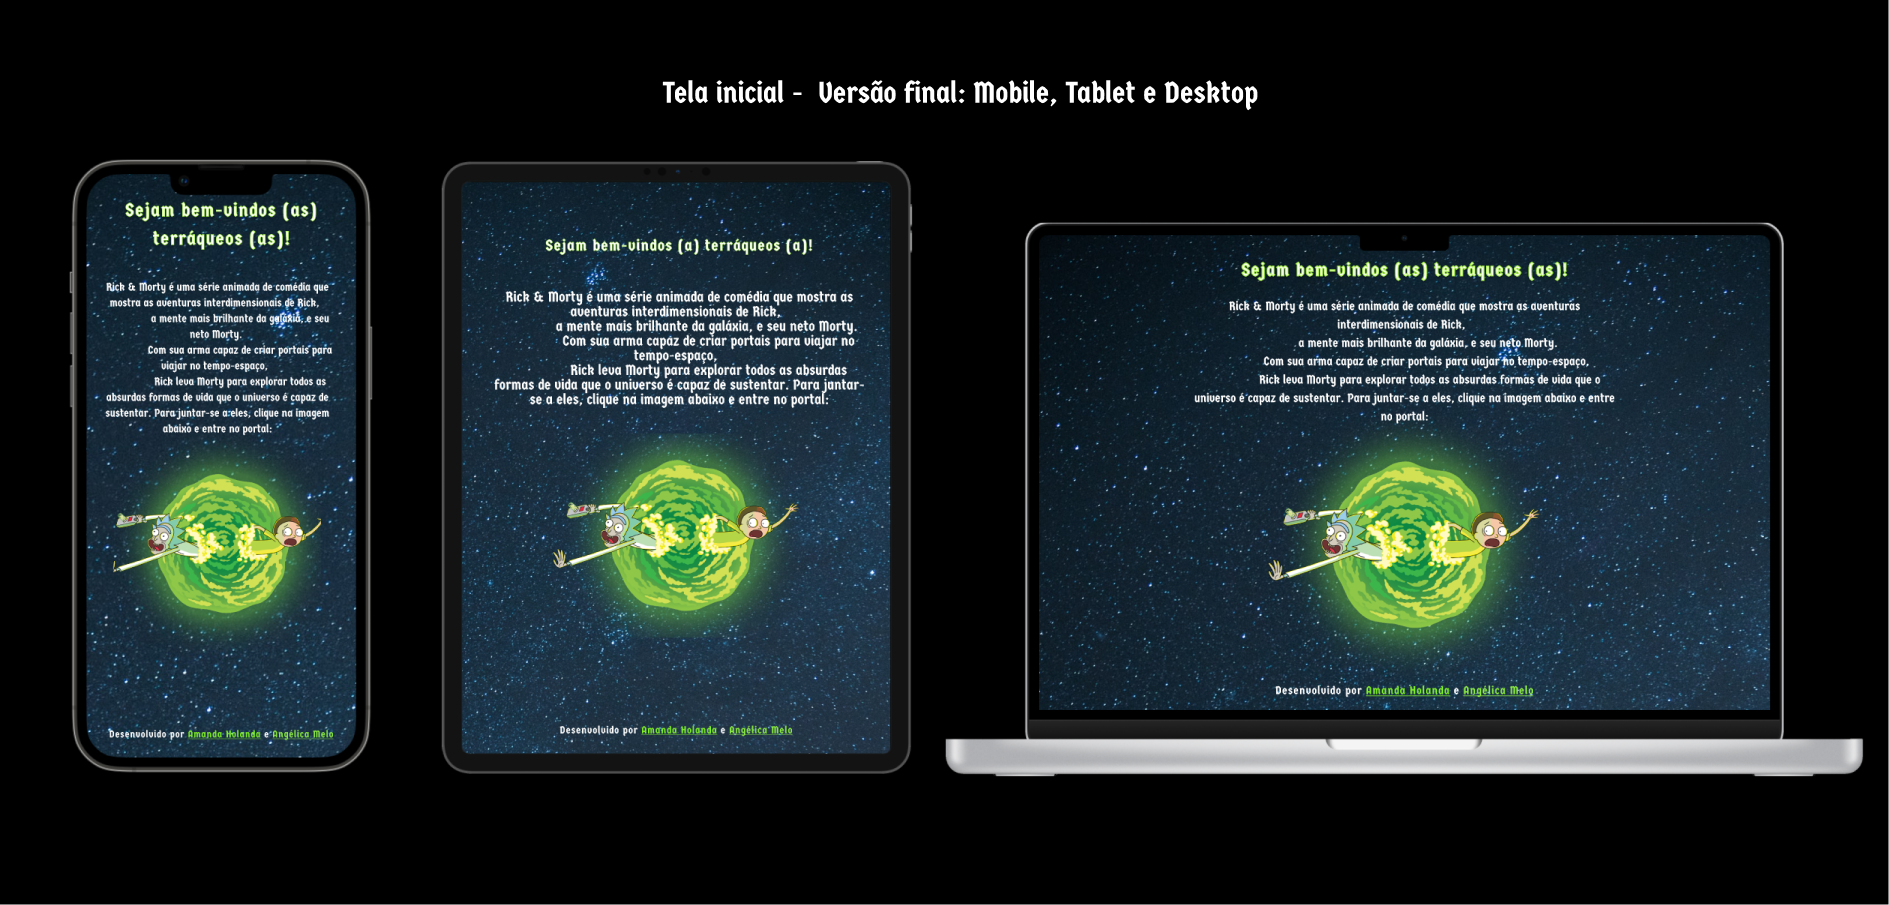 Tela inicial -  Versão final: Mobile, Tablet e Desktop
Sejam bem-vindos (as)
terráqueos (as)!
Rick & Morty é uma série animada de comédia que
mostra as aventuras interdimensionais de Rick,
a mente mais brilhante da galáxia, e seu
neto Morty.
Com sua arma capaz de criar portais para
viajar no tempo-espaço,
Rick leva Morty para explorar todos as
absurdas formas de vida que o universo é capaz de
sustentar. Para juntar-se a eles, clique na imagem
abaixo e entre no portal:
Desenvolvido por Amanda Holanda e Angélica Melo
Sejam bem-vindos (a) terráqueos (a)!
Rick & Morty é uma série animada de comédia que mostra as
aventuras interdimensionais de Rick,
a mente mais brilhante da galáxia, e seu neto Morty.
Com sua arma capaz de criar portais para viajar no
tempo-espaço,
Rick leva Morty para explorar todos as absurdas
formas de vida que o universo é capaz de sustentar. Para jantar-
se a eles, clique na imagem abaixo e entre no portal:
Desenvolvido por Amanda Holanda e Angélica Melo
Sejam bem-vindos (as) terráqueos (as)!
Rick & Morty é uma série animada de comédia que mostra as aventuras
interdimensionais de Rick,
a mente mais brilhante da galáxia, e seu neto Morty.
Com sua arma capaz de criar portais para viajar no tempo-espaço,
Rick leva Morty para explorar todos as absurdas formas de vida que o
universo é capaz de sustentar. Para juntar-se a eles, clique na imagem abaixo e entre
no portal:
Desenvolvido por Amanda Holanda e Angélica Melo